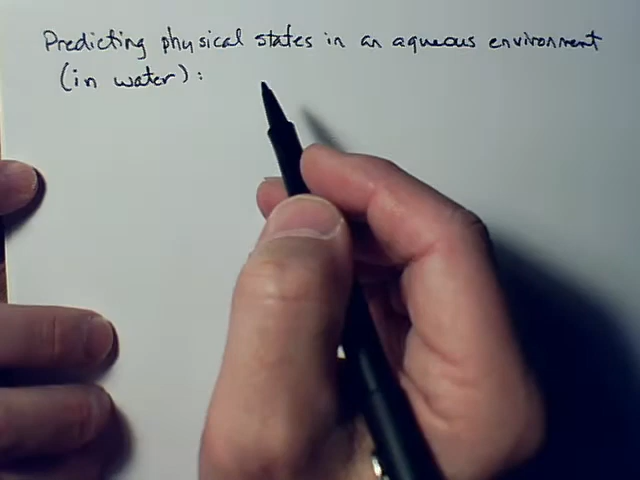 Predicting physical states in an aqueous environment
(in water):